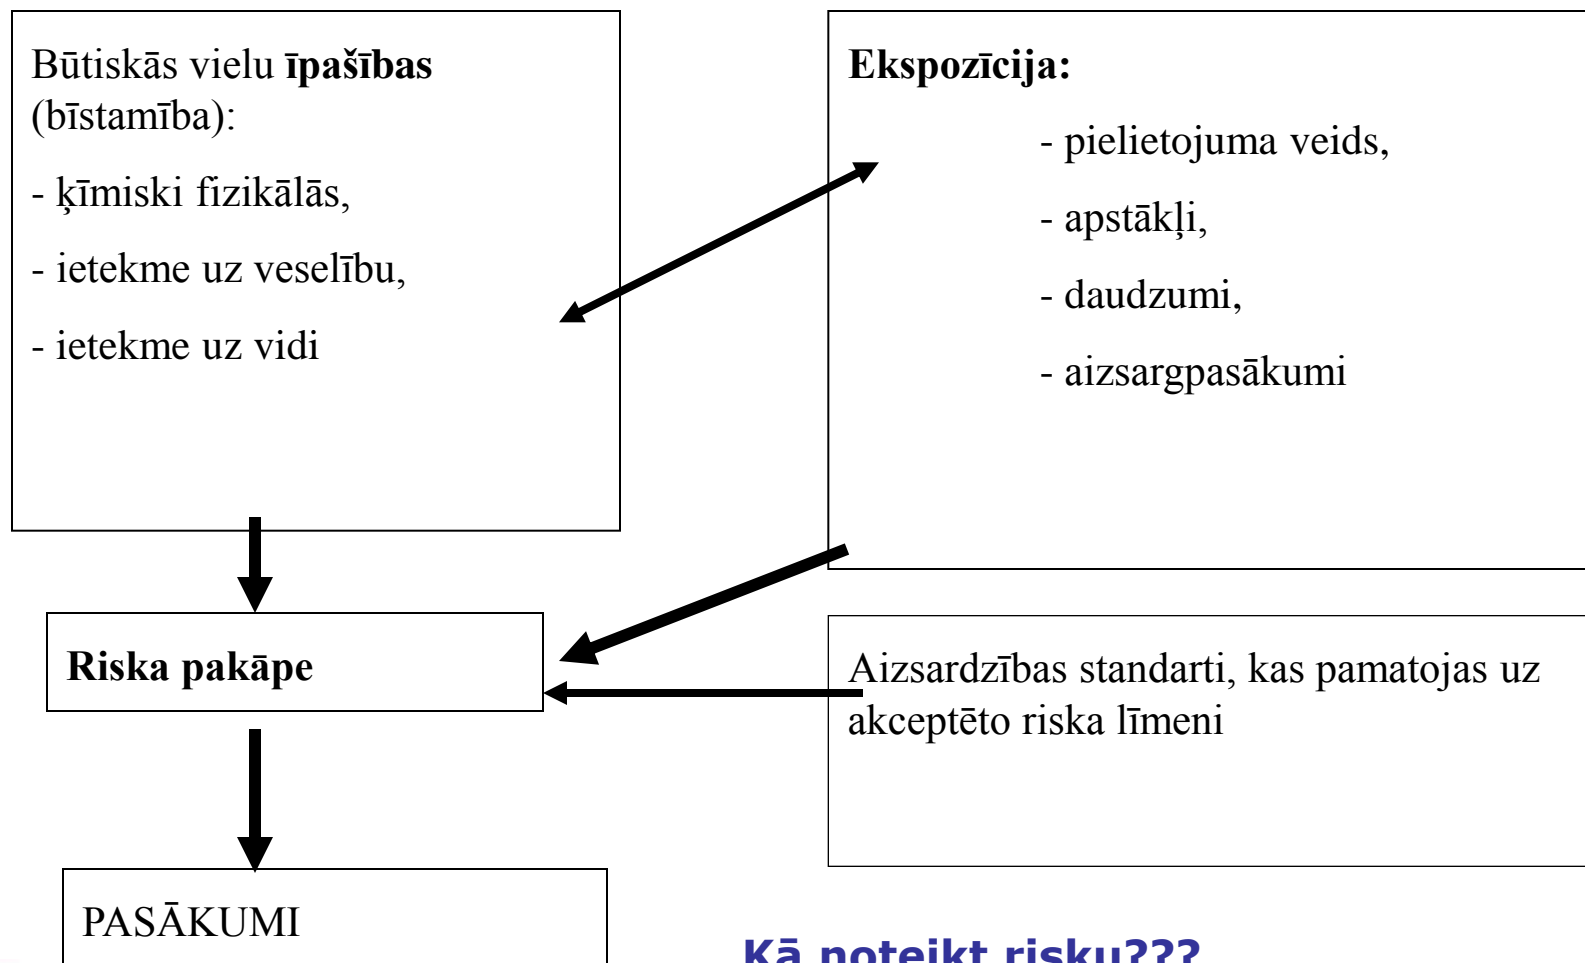 Būtiskās vielu īpašības
(bīstamība):
- ķīmiski fizikālās,
- ietekme uz veselību,
- ietekme uz vidi
Ekspozīcija:
- pielietojuma veids,
- apstākļi,
- daudzumi,
- aizsargpasākumi
Riska pakāpe
Aizsardzības standarti, kas pamatojas uz
akceptēto riska līmeni
PASĀKUMI
Kā noteikt risku???